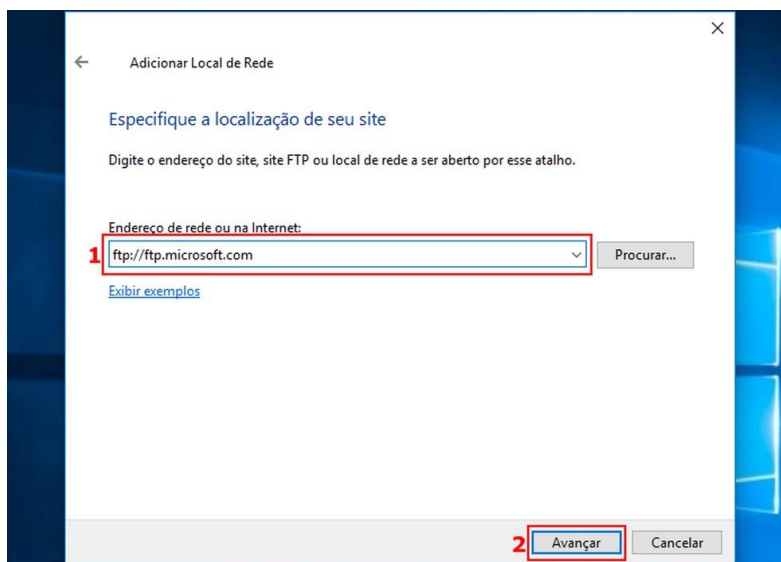 Adicionar Local de Rede
Especifique a localização de seu site
Digite o endereço do site, site FTP ou local de rede a ser aberto por esse atalho.
Endereço de rede ou na Internet:
1 ftp://ftp.microsoft.com Procurar...
Exibir exemplos
2 Avançar Cancelar